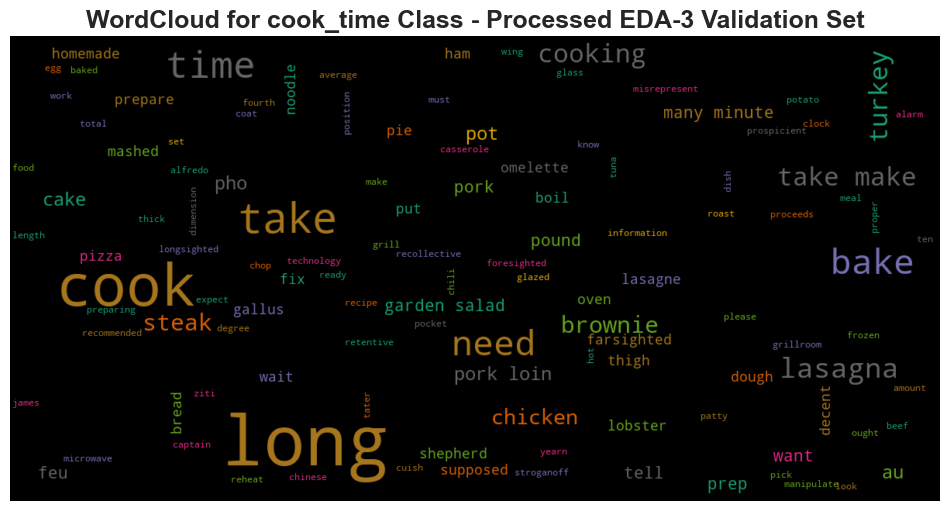 WordCloud for cook_time Class - Processed EDA-3 Validation Set
homemade
time
ham
wing
cooking
egg
baked
average
glass
turkey
noodle
misrepresent
work
prepare
fourth
coat
position
must
many minute
potato
alarm
total
set
pie
pot
clock
prospicient
mashed
casserole
know
food
alfredo
pho
omelette
tuna
take make
make
pork
boil
dish
meal
cake
dimension
take
put
roast
proper
thick
proceeds
length
longsighted
grill
recollective
pound
information
ten
pizza
chop
technology
foresighted
bake
cook
fix
ready
chili
glazed
lasagne
preparing
expect
gallus
recipe
garden salad
oven
steak
degree
pocket
brownie
please
recommended
retentive
need
farsighted
grillroom
frozen
hot
thigh
wait
pork loin
dough
lasagna
amount
james
bread
ziti
tater
long
chicken
patty
decent
captain
lobster
beef
ought
microwave
shepherd
yearn
want
feu
reheat
chinese
cuish
supposed
stroganoff
tell
prep
pick
manipulate
look
au